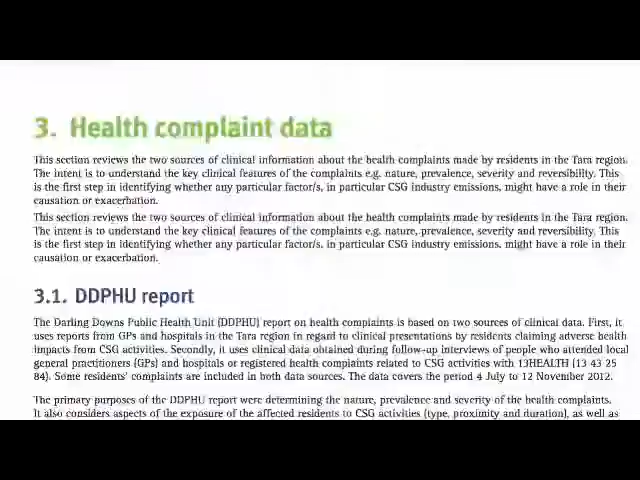 3. Health complaint data
This section reviews the two sources of clinical information about the health complaints made by residents in the Tara region.
The intent is to understand the key clinical features of the complaints e.g. nature, prevalence, severity and reversibility. This
is the first step in identifying whether any particular factor/s, in particular CSG industry emissions, might have a role in their
causation or exacerbation.
This section reviews the two sources of clinical information about the health complaints made by residents in the Tara region.
The intent is to understand the key clinical features of the complaints e.g. nature, prevalence, severity and reversibility. This
is the first step in identifying whether any particular factor/s, in particular CSG industry emissions, might have a role in their
causation or exacerbation.
3.1. DDPHU report
The Darling Downs Public Health Unit (DDPHU) report on health complaints is based on two sources of clinical data. First, it
uses reports from GPs and hospitals in the Tara region in regard to clinical presentations by residents claiming adverse health
impacts from CSG activities. Secondly, it uses clinical data obtained during follow-up interviews of people who attended local
general practitioners (GPs) and hospitals or registered health complaints related to CSG activities with 13HEALTH (13 43 25
84). Some residents' complaints are included in both data sources. The data covers the period 4 July to 12 November 2012.
The primary purposes of the DDPHU report were determining the nature, prevalence and severity of the health complaints.
It also considers aspects of the exposure of the affected residents to CSG activities (type, proximity and duration), as well as